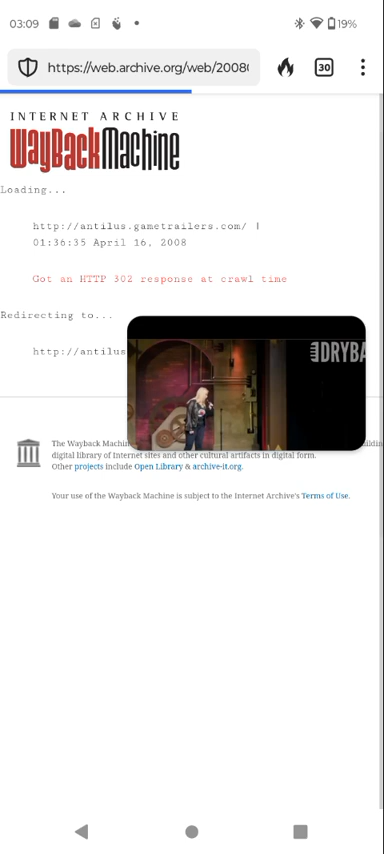 03:09
19%
https://web.archive.org/web/2008
30
INTERNET ARCHIVE
WayBackMachine
Loading...
http://antilus.gametrailers.com/ |
01:36:35 April 16, 2008
Got an HTTP 302 response at crawl time
Redirecting to...
http://antilus
DRYBA
The Wayback Machin
digital library of Internet sites and other cultural artifacts in digital form.
Other projects include Open Library & archive-it.org.
Your use of the Wayback Machine is subject to the Internet Archive's Terms of Use.